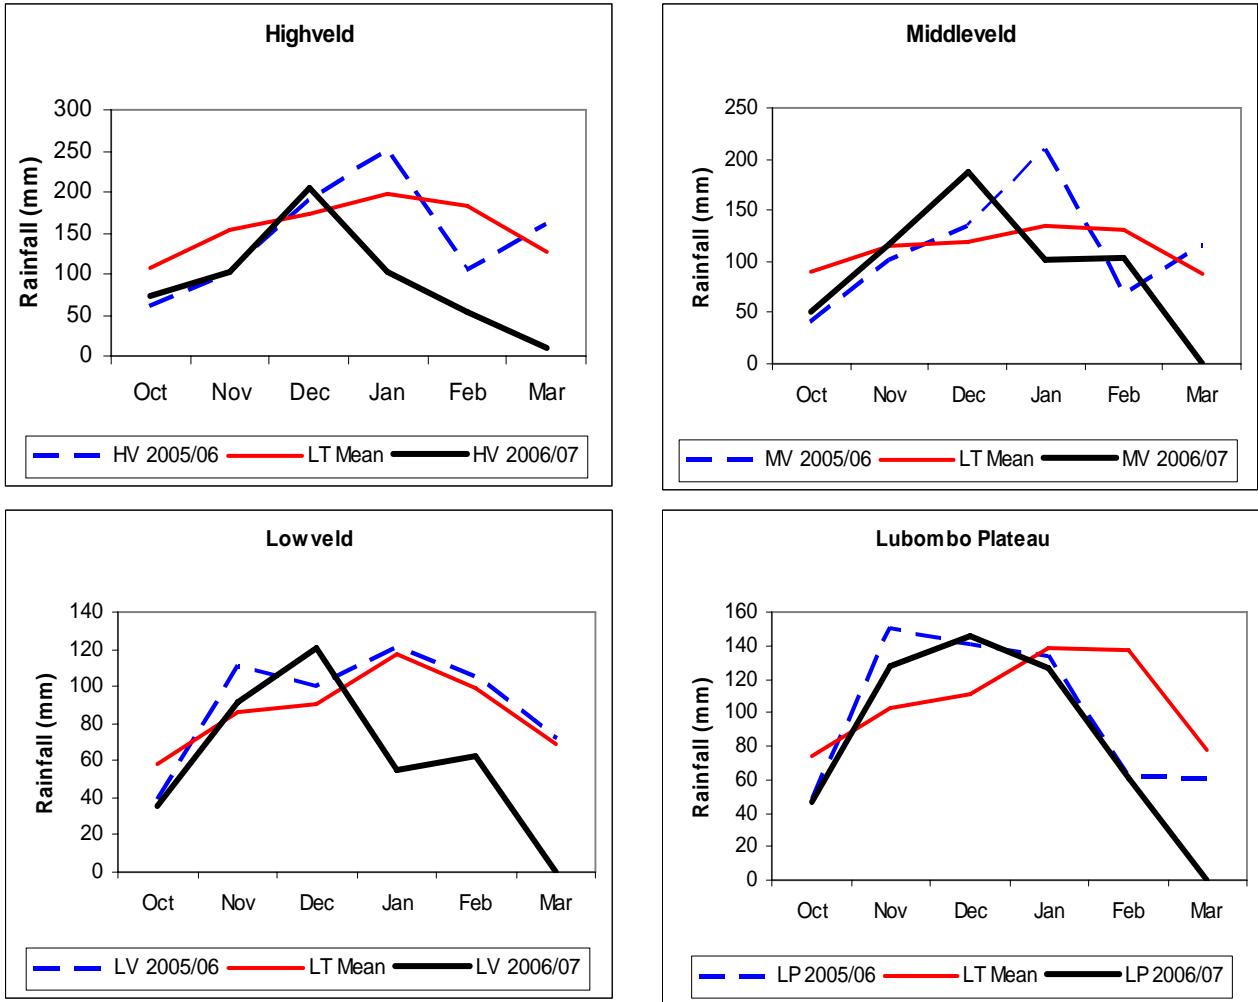 Highveld
Rainfall (mm)
300
250
200
150
100
50
0
Oct Nov Dec Jan Feb Mar
HV 2005/06 LT Mean HV 2006/07
Middleveld
Rainfall (mm)
250
200
150
100
50
0
Oct Nov Dec Jan Feb Mar
MV 2005/06 LT Mean MV 2006/07
Lowveld
Rainfall (mm)
140
120
100
80
60
40
20
0
Oct Nov Dec Jan Feb Mar
LV 2005/06 LT Mean LV 2006/07
Lubombo Plateau
Rainfall (mm)
160
140
120
100
80
60
40
20
0
Oct Nov Dec Jan Feb Mar
LP 2005/06 LT Mean LP 2006/07